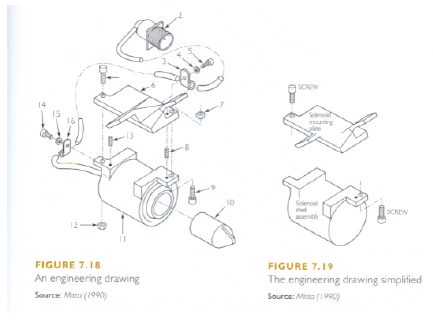 2
5
4
3
1
6
7
14
15
16
13
8
9
10
12
11
SCREW
Solenoid
mounting
plate
Solenoid
shell
assembly
SCREW
FIGURE 7.18
An engineering drawing
Source: Mitta (1990)
FIGURE 7.19
The engineering drawing simplified
Source: Mitta (1990)